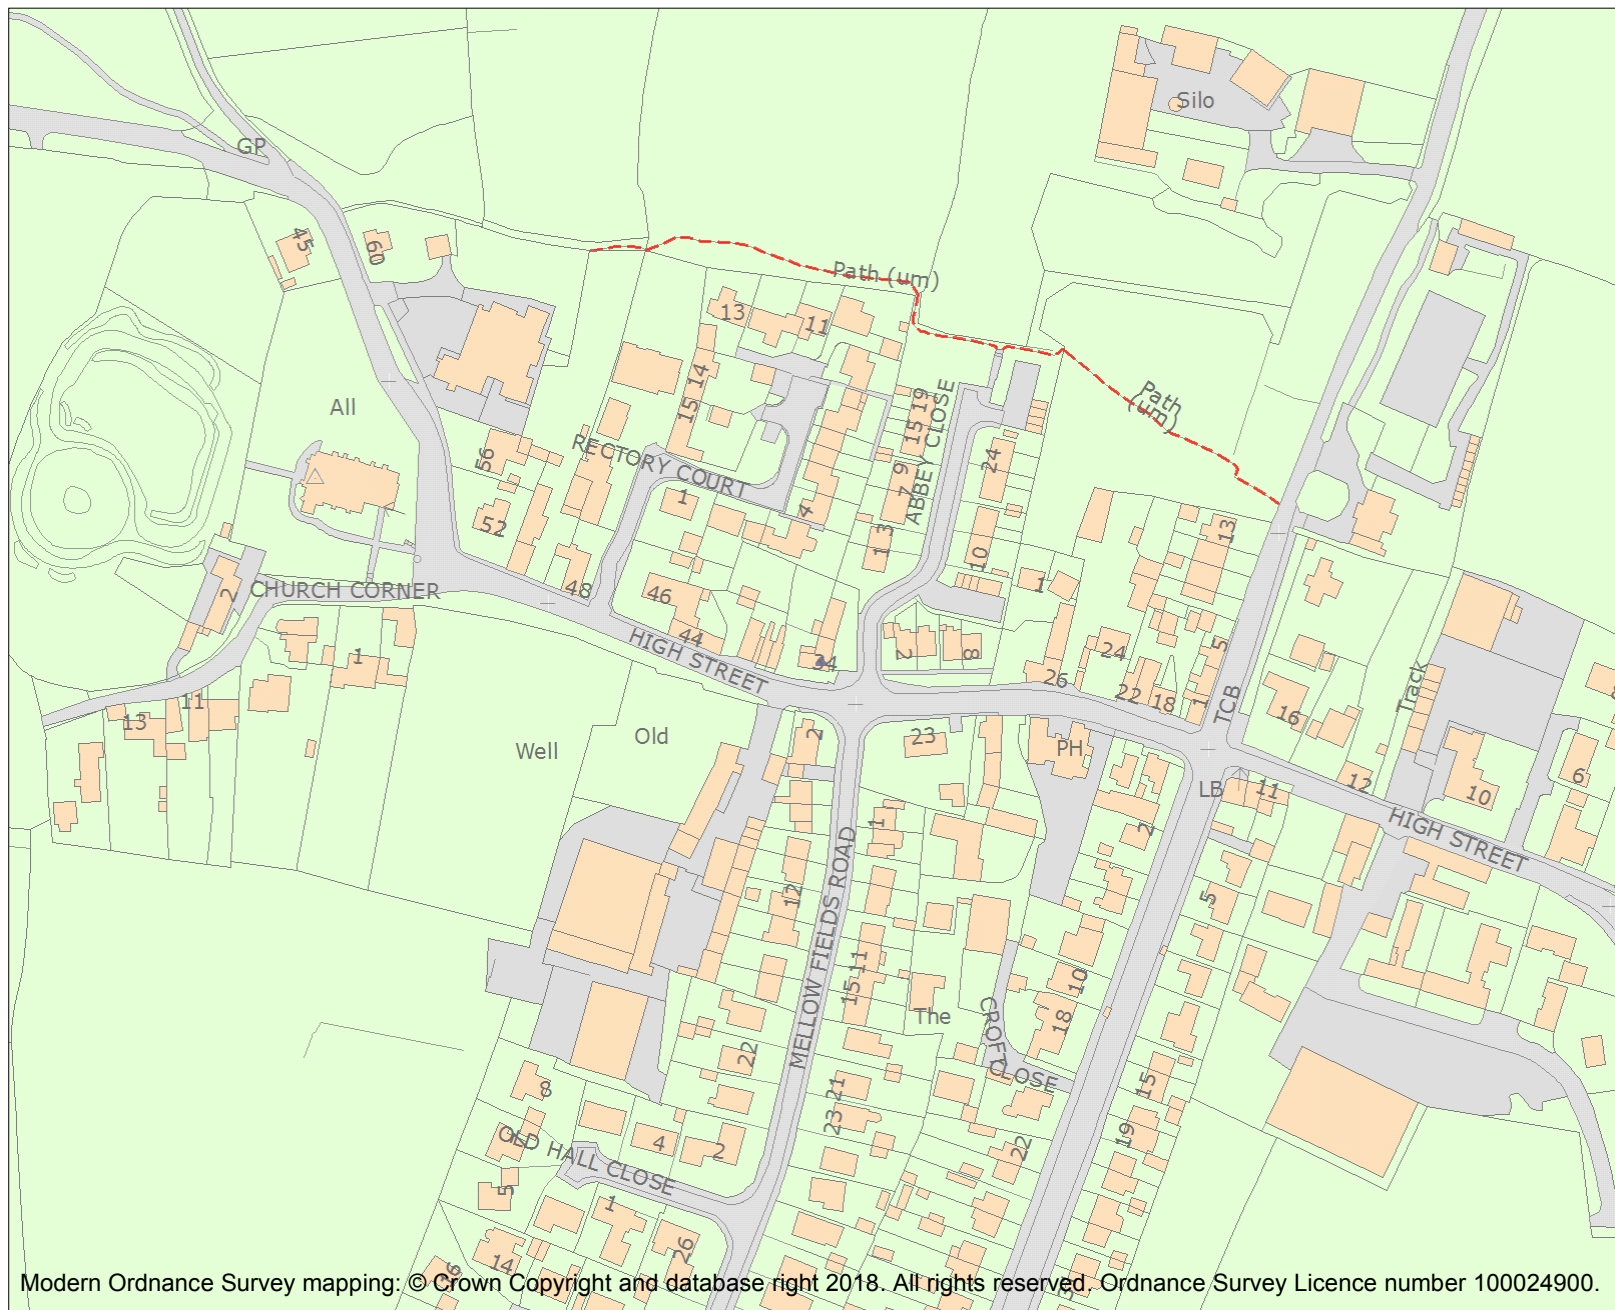 Silo
GP
45
60
Path (um)
13
11
14
15
All
RECTORY COURT
56
52
48
1
4
ABBEY CLOSE
19
15
9
7
3
1
24
10
Path
(um)
13
CHURCH CORNER
2
1
11
13
46
44
HIGH STREET
34
2
8
1
26
24
22
18
1
5
TCB
16
Track
12
10
6
Well
Old
2
23
PH
LB
11
HIGH STREET
1
2
12
5
MELLOW FIELDS ROAD
11
15
The
CROFT
CLOSE
10
18
22
21
23
15
19
22
8
4
2
OLD HALL CLOSE
5
1
14
26
Modern Ordnance Survey mapping: © Crown Copyright and database right 2018. All rights reserved. Ordnance Survey Licence number 100024900.